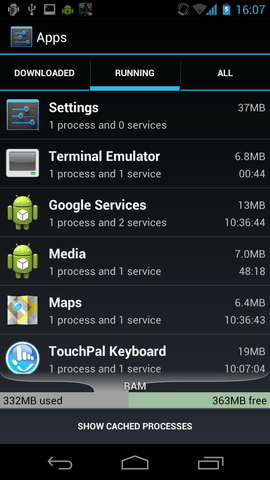 16:07
Apps
DOWNLOADED RUNNING ALL
Settings 37MB
1 process and 0 services
Terminal Emulator 6.8MB
1 process and 1 service 00:44
Google Services 13MB
1 process and 2 services 10:36:44
Media 7.0MB
1 process and 1 service 48:18
Maps 6.4MB
1 process and 1 service 10:36:43
TouchPal Keyboard 19MB
1 process and 1 service 10:07:04
RAM
332MB used 363MB free
SHOW CACHED PROCESSES